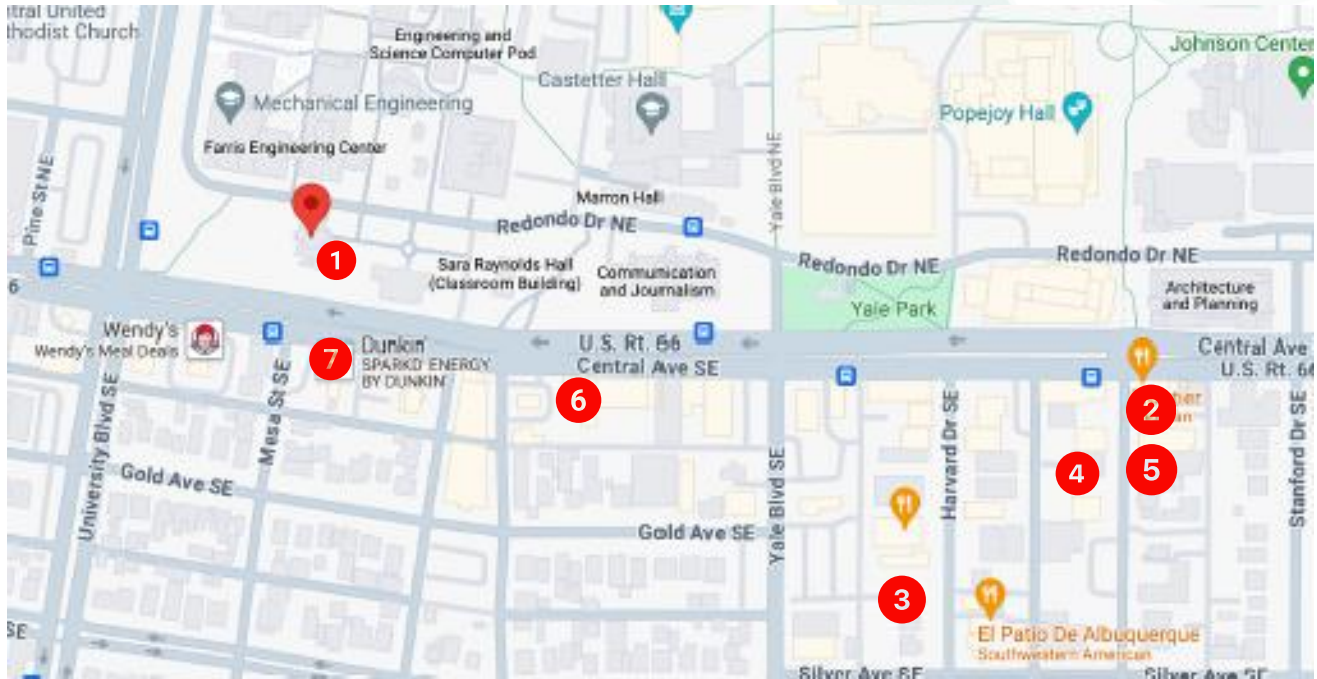 tral United
thodist Church
Engineering and
Science Computer Pod
Johnson Center
Castetter Hall
Mechanical Engineering
Popejoy Hall
Farris Engineering Center
Pine St NE
Yale Blvd NE
Marron Hall
Redondo Dr NE
1
Sara Raynolds Hall
(Classroom Building)
Communication
and Journalism
Redondo Dr NE
Redondo Dr NE
Architecture
and Planning
Yale Park
6
Wendy's
Wendy's Meal Deals
7
Dunkin'
SPARKD' ENERGY
BY DUNKIN'
U.S. Rt. 66
Central Ave SE
Central Ave
U.S. Rt. 66
6
2
her
an
University Blvd SE
Mesa St SE
Yale Blvd SE
Harvard Dr SE
Stanford Dr SE
4
5
Gold Ave SE
Gold Ave SE
3
El Patio De Albuquerque
Southwestern American
SE
Silver Ave SE
Silver Ave SE